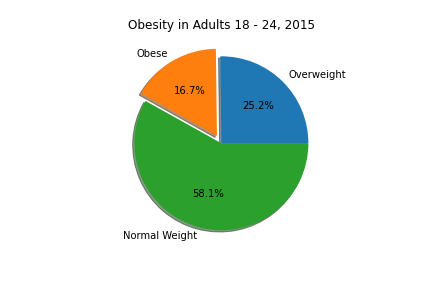 Obesity in Adults 18 - 24, 2015
Obese
Overweight
16.7%
25.2%
58.1%
Normal Weight